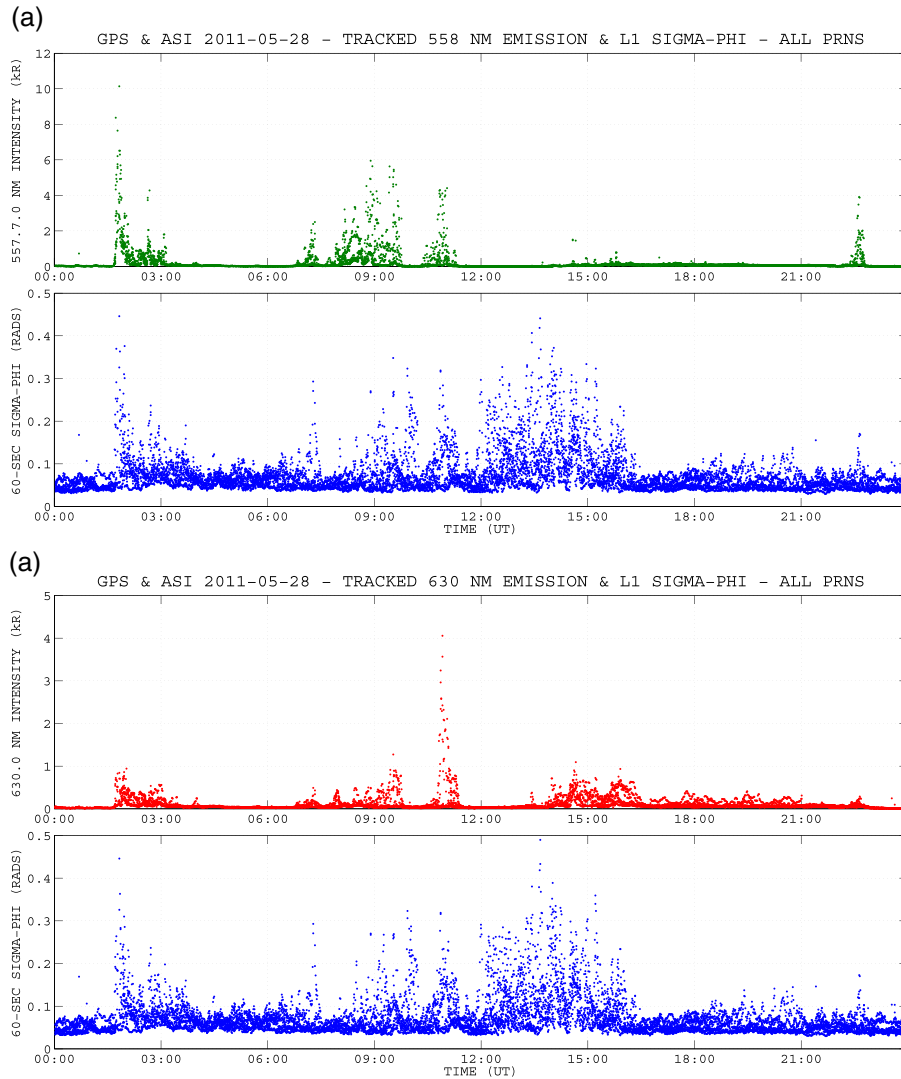 (a)
GPS & ASI 2011-05-28 - TRACKED 558 NM EMISSION & L1 SIGMA-PHI - ALL PRNS
557.7.0 NM INTENSITY (kR)
12
10
8
6
4
2
0
00:00 03:00 06:00 09:00 12:00 15:00 18:00 21:00
60-SEC SIGMA-PHI (RADS)
0.5
0.4
0.3
0.2
0.1
0
00:00 03:00 06:00 09:00 12:00 15:00 18:00 21:00
TIME (UT)
(a)
GPS & ASI 2011-05-28 - TRACKED 630 NM EMISSION & L1 SIGMA-PHI - ALL PRNS
630.0 NM INTENSITY (kR)
5
4
3
2
1
0
00:00 03:00 06:00 09:00 12:00 15:00 18:00 21:00
60-SEC SIGMA-PHI (RADS)
0.5
0.4
0.3
0.2
0.1
0
00:00 03:00 06:00 09:00 12:00 15:00 18:00 21:00
TIME (UT)